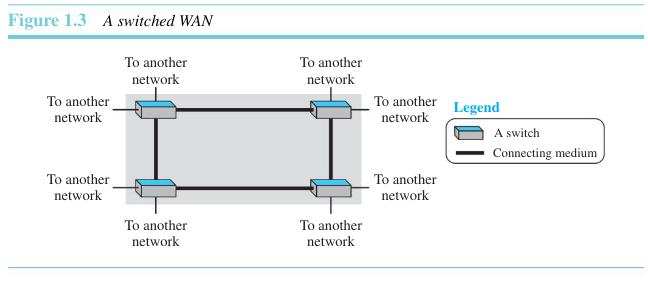 Figure 1.3 A switched WAN
To another
network
To another
network
To another
network
To another
network
Legend
A switch
Connecting medium
To another
network
To another
network
To another
network
To another
network